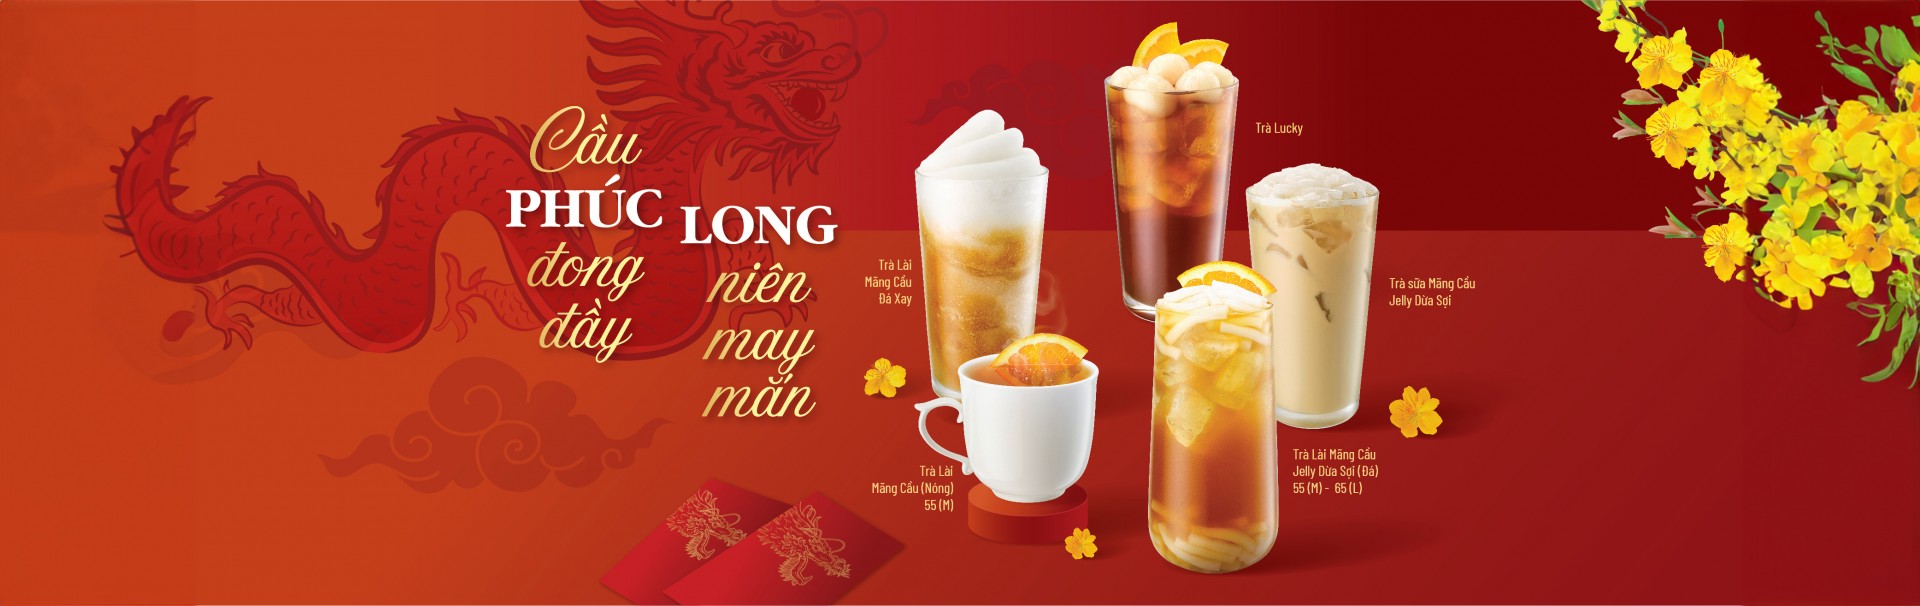 Cầu
PHÚC
đong
đầy
LONG
niên
may
mắn
Trà Lucky
Trà Lài
Mãng Cầu
Đá Xay
Trà sữa Mãng Cầu
Jelly Dừa Sợi
Trà Lài
Mãng Cầu (Nóng)
55 (M)
Trà Lài Mãng Cầu
Jelly Dừa Sợi (Đá)
55 (M) - 65 (L)